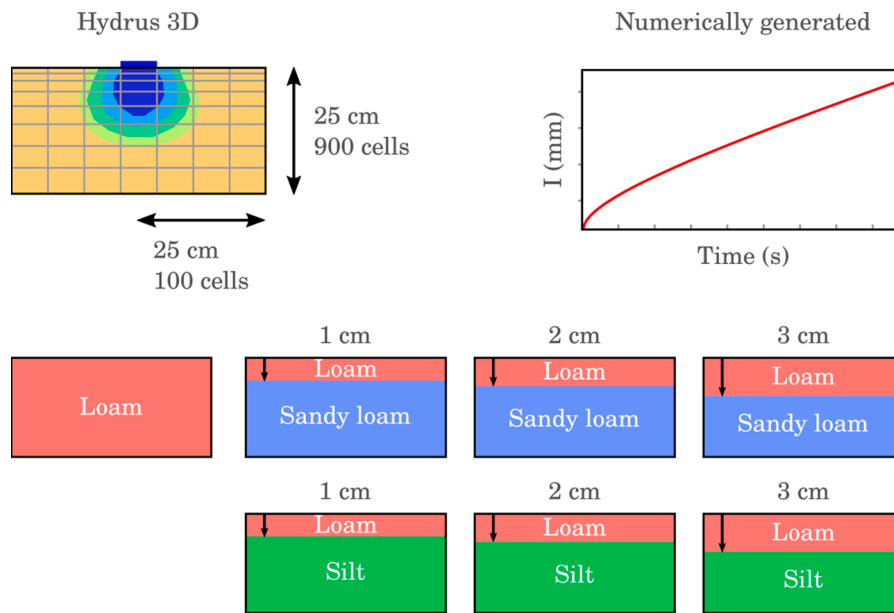 Hydrus 3D
25 cm
900 cells
25 cm
100 cells
Numerically generated
I (mm)
Time (s)
1 cm
2 cm
3 cm
Loam
Loam
Sandy loam
Loam
Sandy loam
Loam
Sandy loam
1 cm
2 cm
3 cm
Loam
Silt
Loam
Silt
Loam
Silt